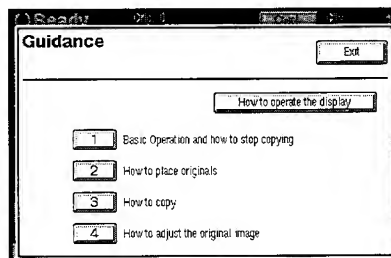 Ready
Guidance
Exit
How to operate the display
1 Basic Operation and how to stop copying
2 How to place originals
3 How to copy
4 How to adjust the original image